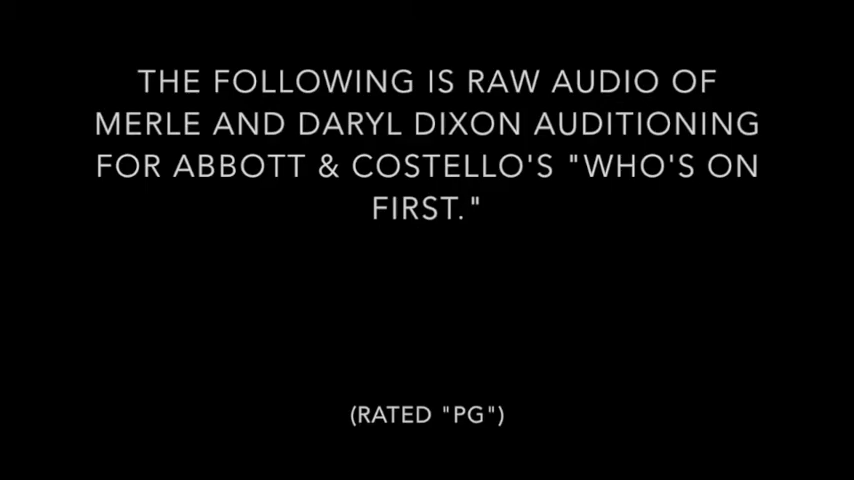 THE FOLLOWING IS RAW AUDIO OF
MERLE AND DARYL DIXON AUDITIONING
FOR ABBOTT & COSTELLO'S "WHO'S ON
FIRST."
(RATED "PG")